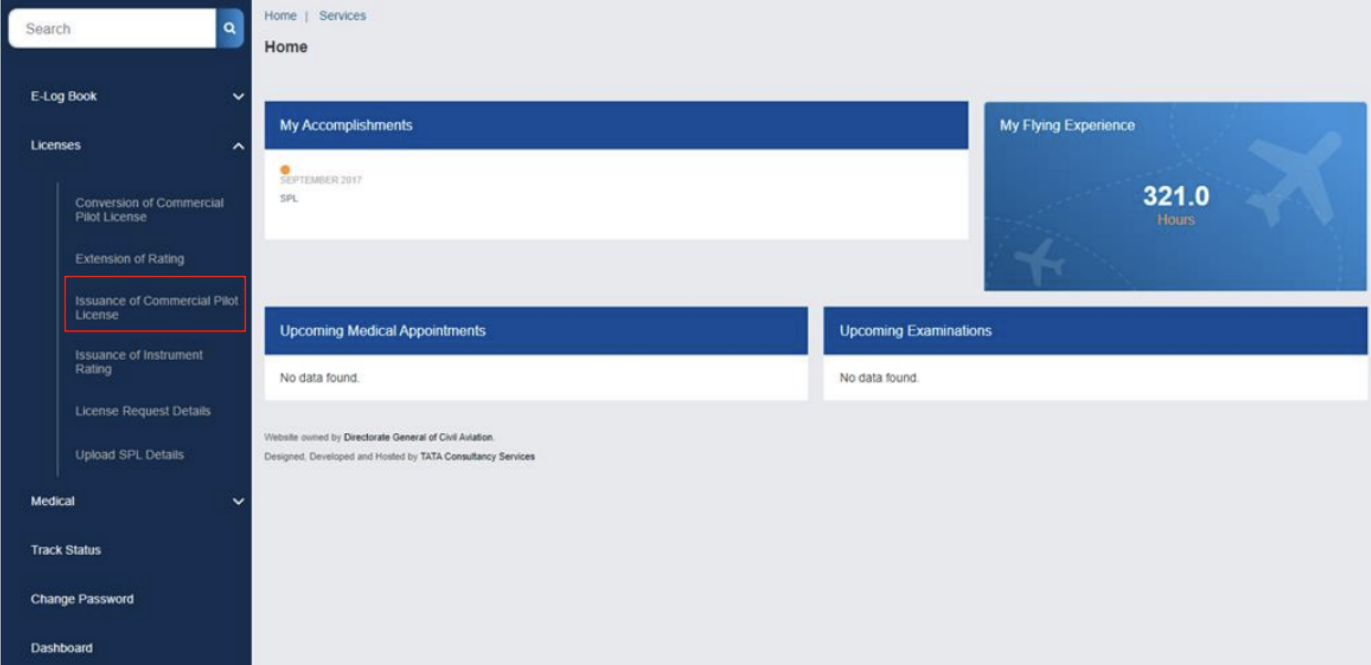 Search
E-Log Book
Licenses
Conversion of Commercial
Pilot License
Extension of Rating
Issuance of Commercial Pilot
License
Issuance of Instrument
Rating
License Request Details
Upload SPL Details
Medical
Track Status
Change Password
Dashboard
Home | Services
Home
My Accomplishments
SEPTEMBER 2017
SPL
My Flying Experience
321.0
Hours
Upcoming Medical Appointments
No data found.
Upcoming Examinations
No data found.
Website owned by Directorate General of Civil Aviation.
Designed, Developed and Hosted by TATA Consultancy Services